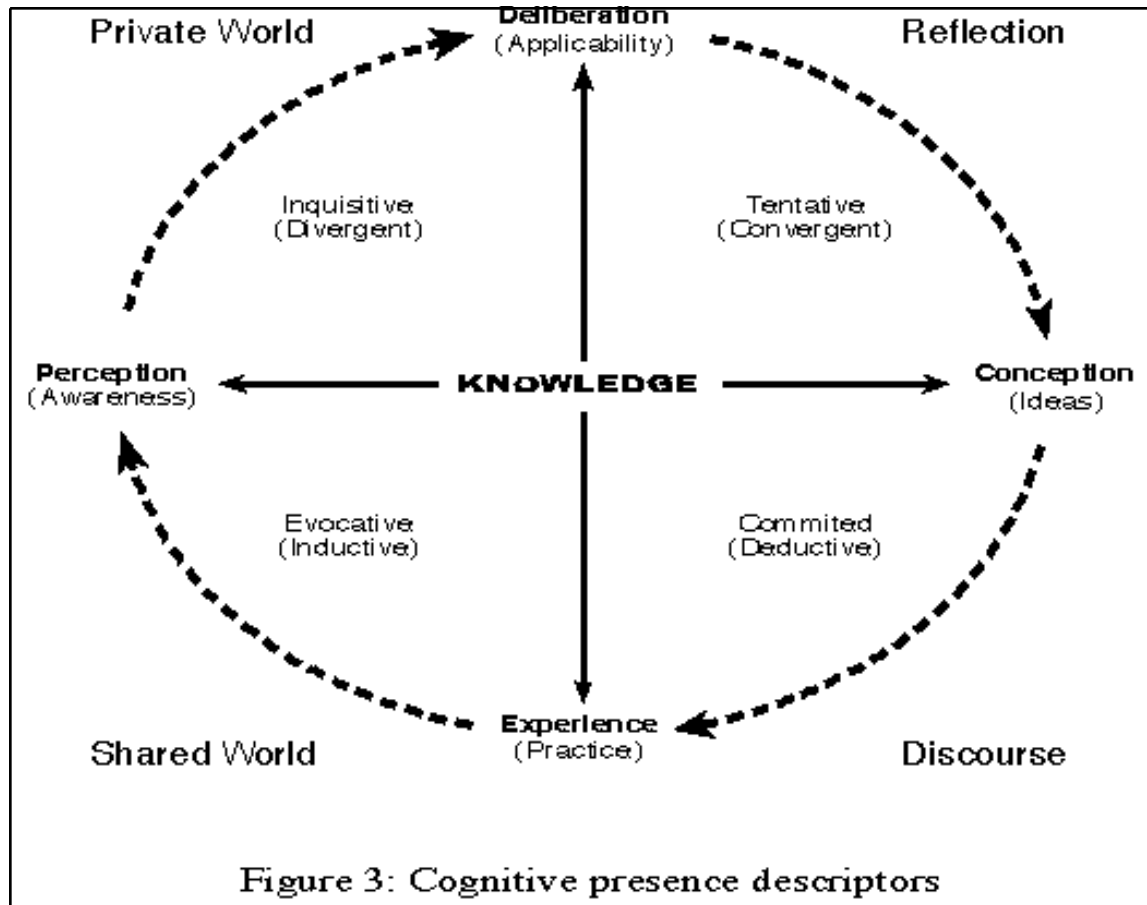 Private World
Deliberation
(Applicability)
Reflection
Inquisitive
(Divergent)
Tentative
(Convergent)
Perception
(Awareness)
KNOWLEDGE
Conception
(Ideas)
Evocative
(Inductive)
Commited
(Deductive)
Shared World
Experience
(Practice)
Discourse
Figure 3: Cognitive presence descriptors